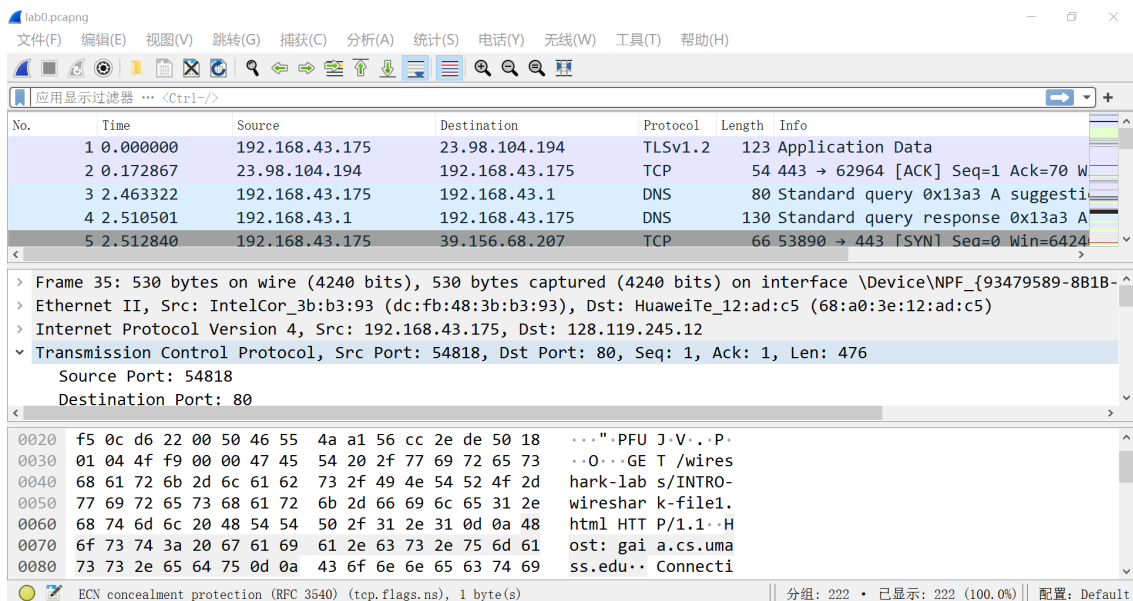 lab0.pcapng
文件(F) 编辑(E) 视图(V) 跳转(G) 捕获(C) 分析(A) 统计(S) 电话(Y) 无线(W) 工具(T) 帮助(H)
应用显示过滤器 … <Ctrl-/>
No. Time Source Destination Protocol Length Info
1 0.000000 192.168.43.175 23.98.104.194 TLSv1.2 123 Application Data
2 0.172867 23.98.104.194 192.168.43.175 TCP 54 443 → 62964 [ACK] Seq=1 Ack=70 W
3 2.463322 192.168.43.175 192.168.43.1 DNS 80 Standard query 0x13a3 A suggesti
4 2.510501 192.168.43.1 192.168.43.175 DNS 130 Standard query response 0x13a3 A
5 2.512840 192.168.43.175 39.156.68.207 TCP 66 53890 → 443 [SYN] Seq=0 Win=6424
Frame 35: 530 bytes on wire (4240 bits), 530 bytes captured (4240 bits) on interface \Device\NPF_{93479589-8B1B-
Ethernet II, Src: IntelCor_3b:b3:93 (dc:fb:48:3b:b3:93), Dst: HuaweiTe_12:ad:c5 (68:a0:3e:12:ad:c5)
Internet Protocol Version 4, Src: 192.168.43.175, Dst: 128.119.245.12
Transmission Control Protocol, Src Port: 54818, Dst Port: 80, Seq: 1, Ack: 1, Len: 476
Source Port: 54818
Destination Port: 80
0020 f5 0c d6 22 00 50 46 55 4a a1 56 cc 2e de 50 18 ···"·PFU J·V·.·P·
0030 01 04 4f f9 00 00 47 45 54 20 2f 77 69 72 65 73 ··O···GE T /wires
0040 68 61 72 6b 2d 6c 61 62 73 2f 49 4e 54 52 4f 2d hark-lab s/INTRO-
0050 77 69 72 65 73 68 61 72 6b 2d 66 69 6c 65 31 2e wireshar k-file1.
0060 68 74 6d 6c 20 48 54 54 50 2f 31 2e 31 0d 0a 48 html HTT P/1.1··H
0070 6f 73 74 3a 20 67 61 69 61 2e 63 73 2e 75 6d 61 ost: gai a.cs.uma
0080 73 73 2e 65 64 75 0d 0a 43 6f 6e 6e 65 63 74 69 ss.edu·· Connecti
ECN concealment protection (RFC 3540) (tcp.flags.ns), 1 byte(s) 分组: 222 · 已显示: 222 (100.0%) 配置: Default